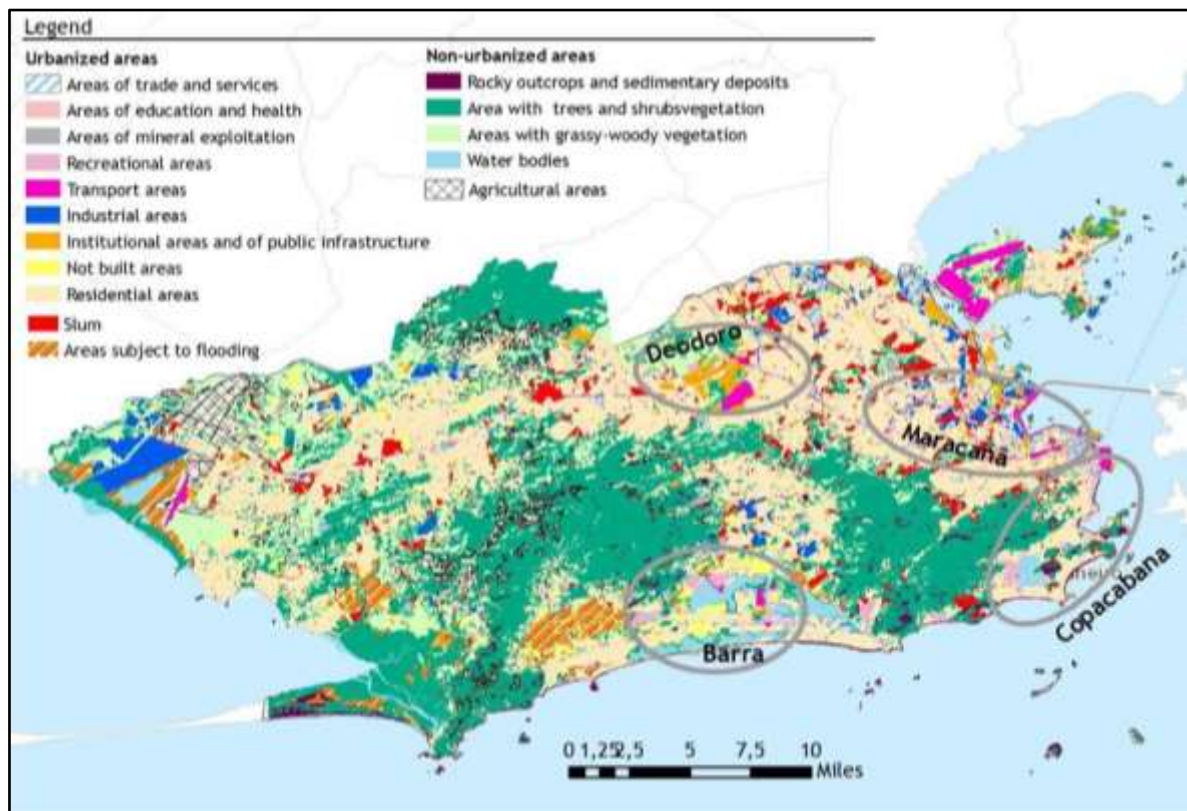 Legend
Urbanized areas
Areas of trade and services
Areas of education and health
Areas of mineral exploitation
Recreational areas
Transport areas
Industrial areas
Institutional areas and of public infrastructure
Not built areas
Residential areas
Slum
Areas subject to flooding
Non-urbanized areas
Rocky outcrops and sedimentary deposits
Area with trees and shrubsvegetation
Areas with grassy-woody vegetation
Water bodies
Agricultural areas
Deodoro
Maracanã
Copacabana
Barra
0 1,25 2,5 5 7,5 10
Miles